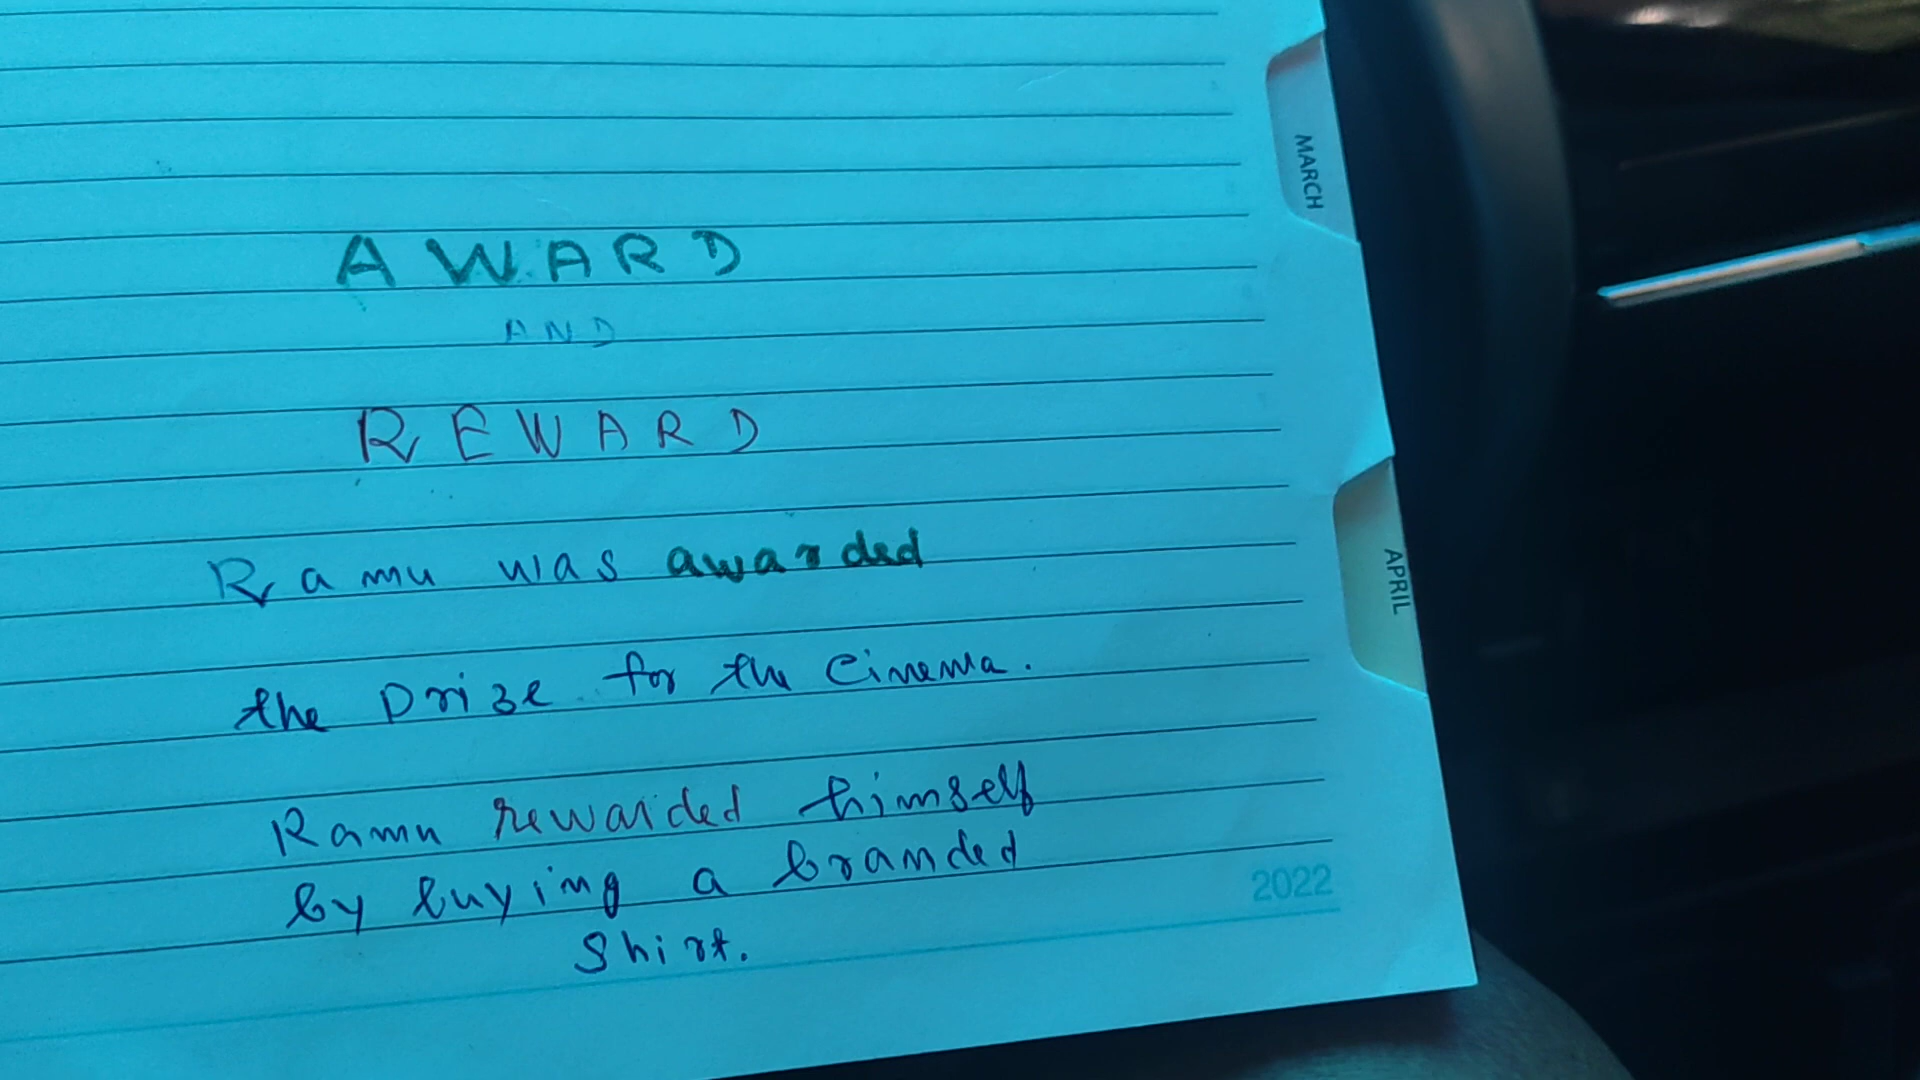 MARCH
AWARD
AND
REWARD
APRIL
Ramu was awarded
the Prize for the Cinema.
Ramu rewarded himself
by buying a branded
Shirt.
2022